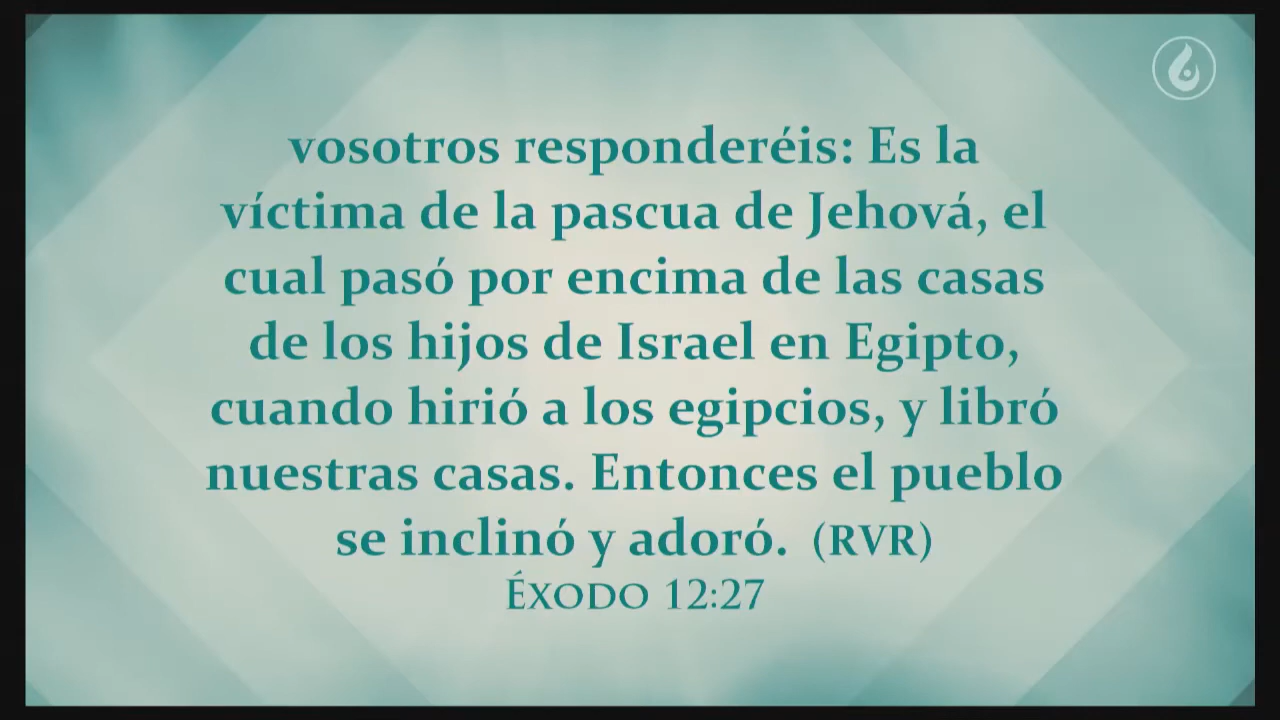 vosotros responderéis: Es la
víctima de la pascua de Jehová, el
cual pasó por encima de las casas
de los hijos de Israel en Egipto,
cuando hirió a los egipcios, y libró
nuestras casas. Entonces el pueblo
se inclinó y adoró. (RVR)
ÉXODO 12:27